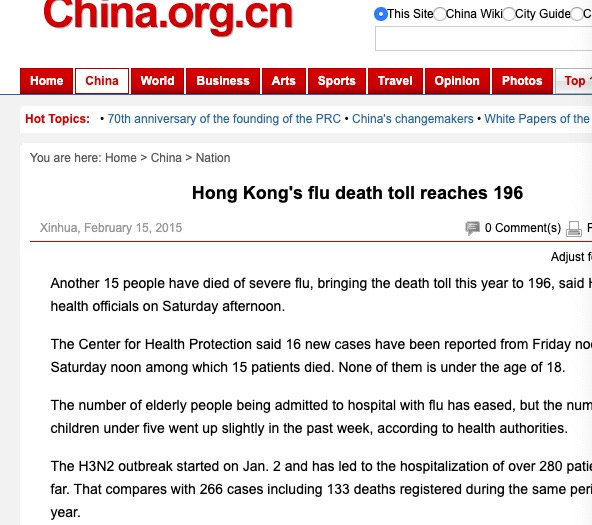 China.org.cn
This Site China Wiki City Guide
Home China World Business Arts Sports Travel Opinion Photos Top
Hot Topics: • 70th anniversary of the founding of the PRC • China's changemakers • White Papers of the
You are here: Home > China > Nation
Hong Kong's flu death toll reaches 196
Xinhua, February 15, 2015 0 Comment(s)
Adjust
Another 15 people have died of severe flu, bringing the death toll this year to 196, said
health officials on Saturday afternoon.
The Center for Health Protection said 16 new cases have been reported from Friday
Saturday noon among which 15 patients died. None of them is under the age of 18.
The number of elderly people being admitted to hospital with flu has eased, but the
children under five went up slightly in the past week, according to health authorities.
The H3N2 outbreak started on Jan. 2 and has led to the hospitalization of over 280
far. That compares with 266 cases including 133 deaths registered during the same
year.